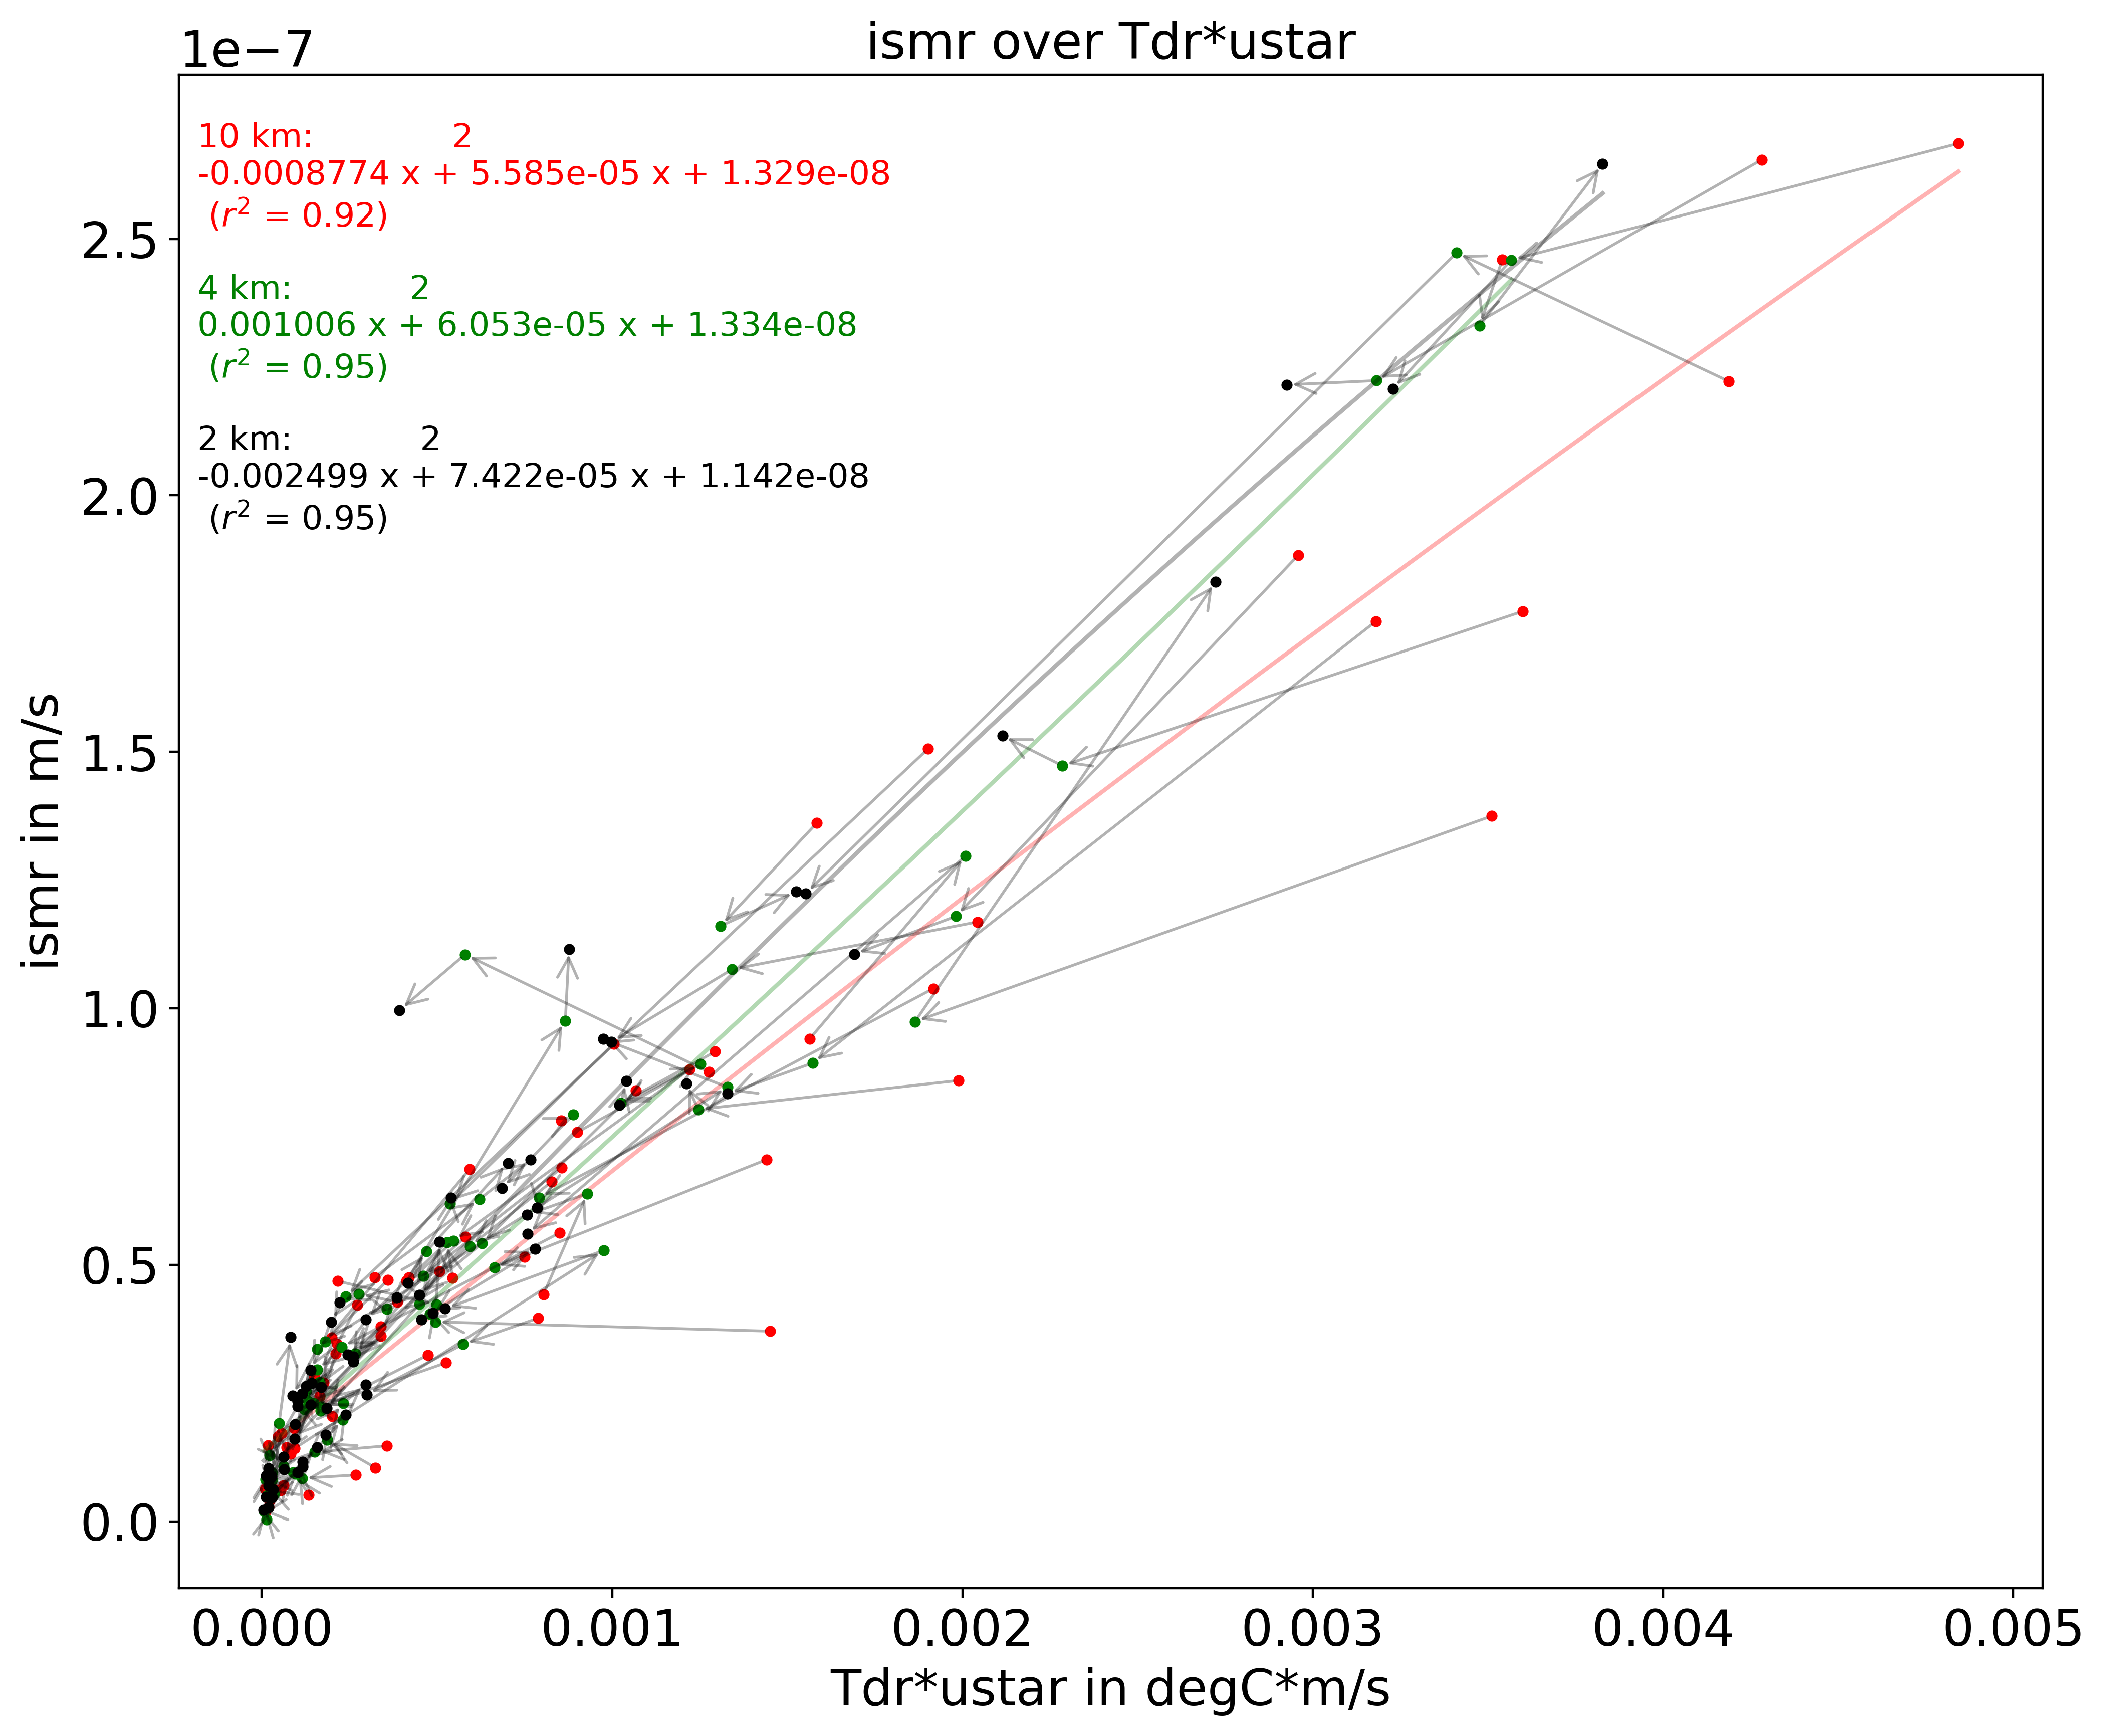 ismr over Tdr*ustar
1e−7
10 km: 2
-0.0008774 x + 5.585e-05 x + 1.329e-08
(r² = 0.92)
4 km: 2
0.001006 x + 6.053e-05 x + 1.334e-08
(r² = 0.95)
2 km: 2
-0.002499 x + 7.422e-05 x + 1.142e-08
(r² = 0.95)
2.5
2.0
1.5
1.0
0.5
0.0
ismr in m/s
0.000 0.001 0.002 0.003 0.004 0.005
Tdr*ustar in degC*m/s